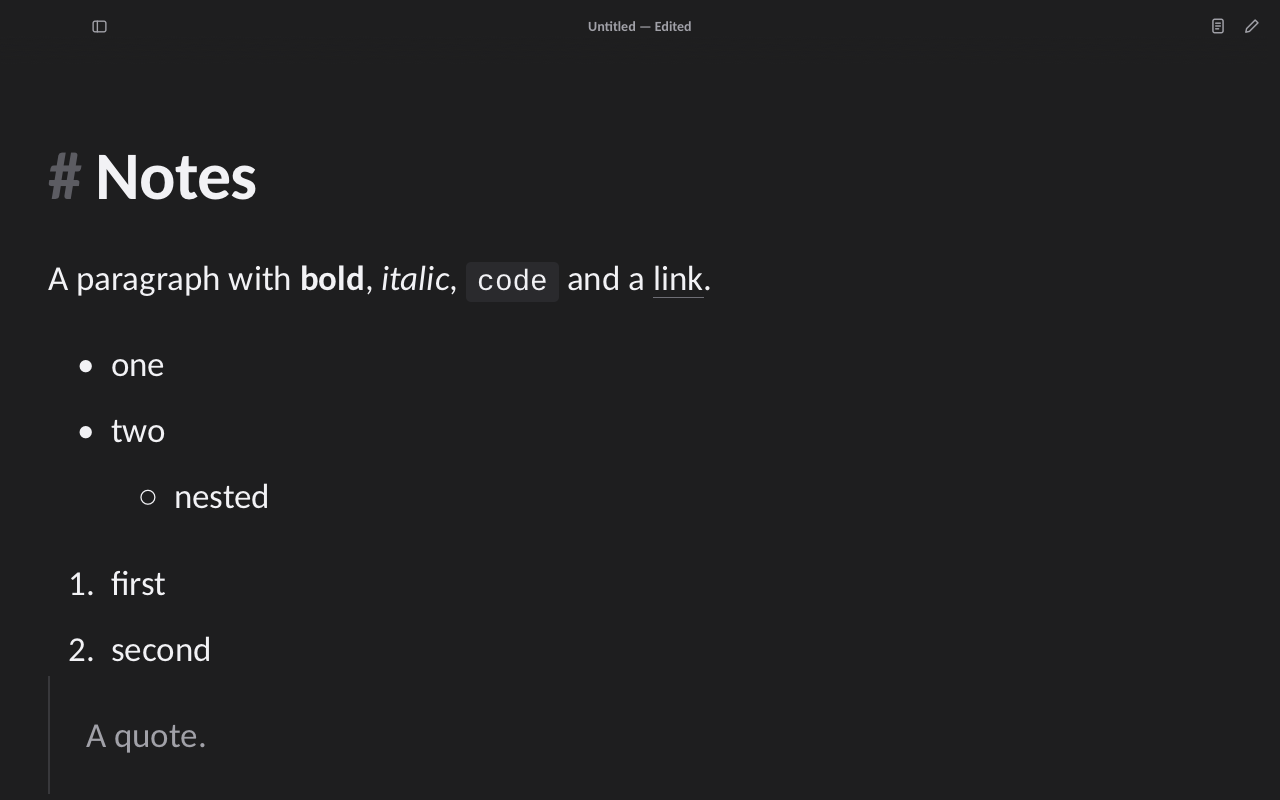 Untitled — Edited
# Notes
A paragraph with bold, italic, code and a link.
• one
• two
○ nested
1. first
2. second
A quote.